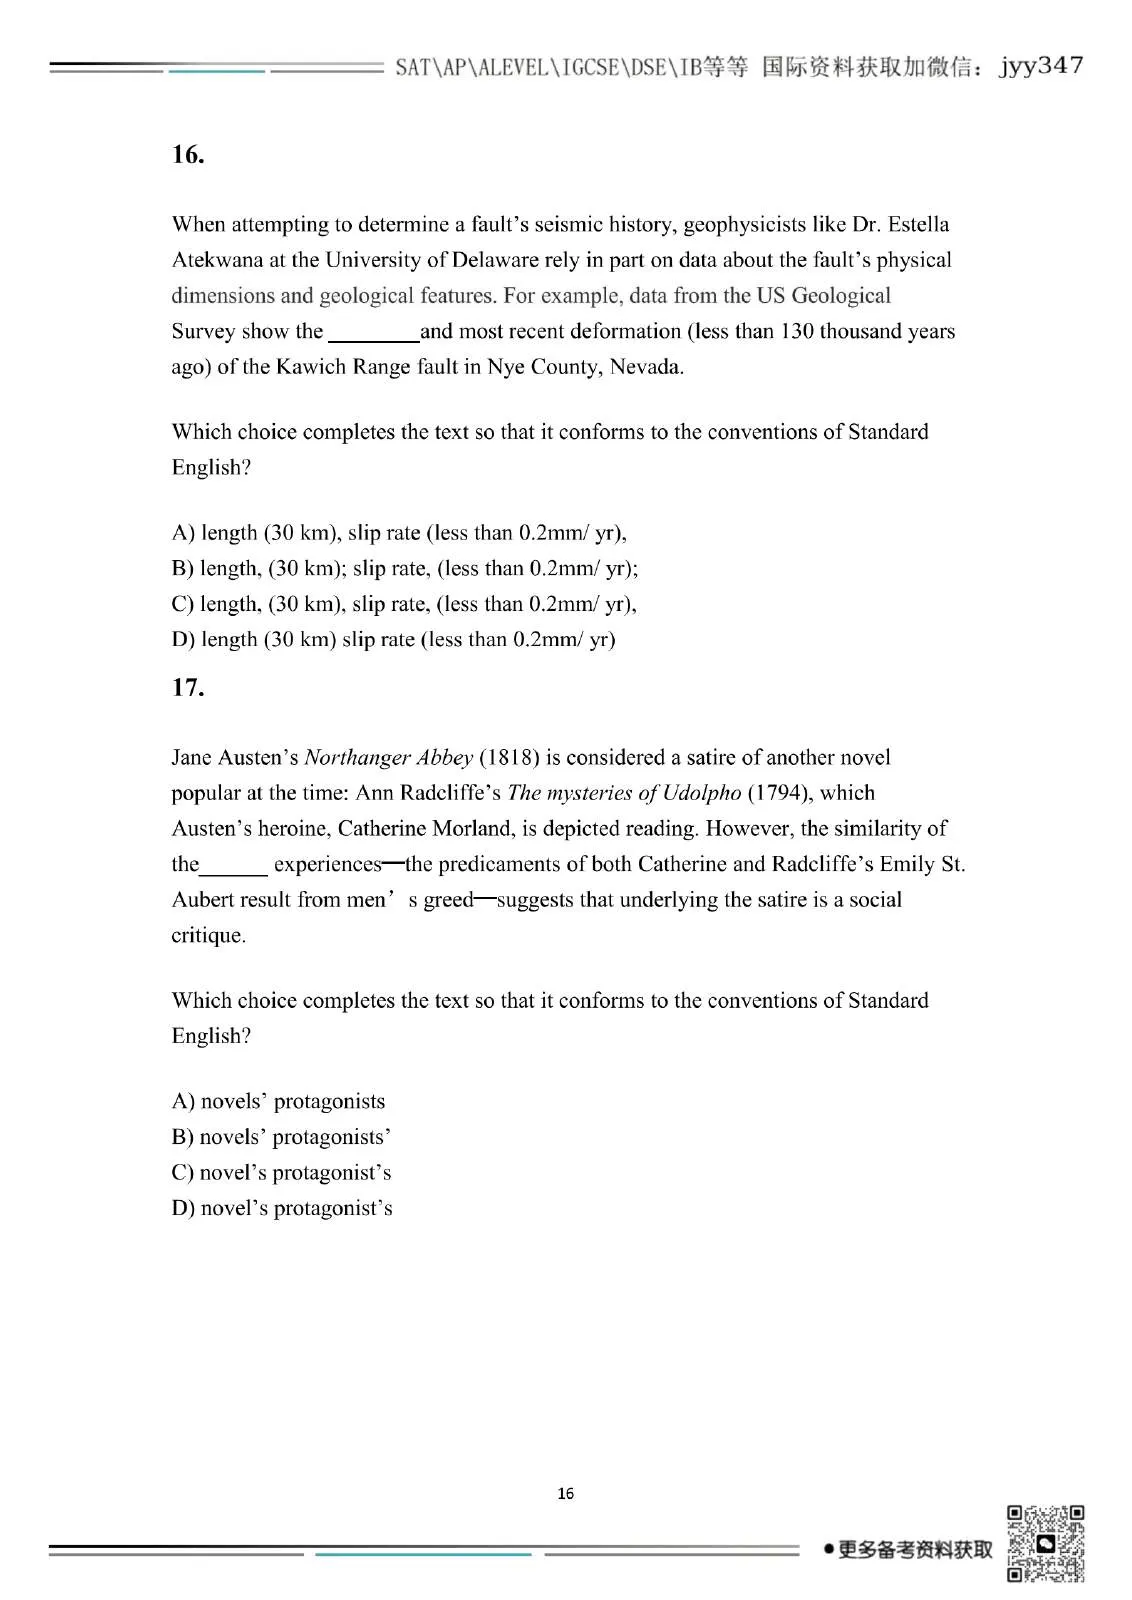 SAT\AP\ALEVEL\IGCSE\DSE\IB等等 国际资料获取加微信： jyy347
16.
When attempting to determine a fault’s seismic history, geophysicists like Dr. Estella
Atekwana at the University of Delaware rely in part on data about the fault’s physical
dimensions and geological features. For example, data from the US Geological
Survey show the ________and most recent deformation (less than 130 thousand years
ago) of the Kawich Range fault in Nye County, Nevada.
Which choice completes the text so that it conforms to the conventions of Standard
English?
A) length (30 km), slip rate (less than 0.2mm/ yr),
B) length, (30 km); slip rate, (less than 0.2mm/ yr);
C) length, (30 km), slip rate, (less than 0.2mm/ yr),
D) length (30 km) slip rate (less than 0.2mm/ yr)
17.
Jane Austen’s Northanger Abbey (1818) is considered a satire of another novel
popular at the time: Ann Radcliffe’s The mysteries of Udolpho (1794), which
Austen’s heroine, Catherine Morland, is depicted reading. However, the similarity of
the______ experiences—the predicaments of both Catherine and Radcliffe’s Emily St.
Aubert result from men’s greed—suggests that underlying the satire is a social
critique.
Which choice completes the text so that it conforms to the conventions of Standard
English?
A) novels’ protagonists
B) novels’ protagonists’
C) novel’s protagonist’s
D) novel’s protagonist’s
16
●更多备考资料获取